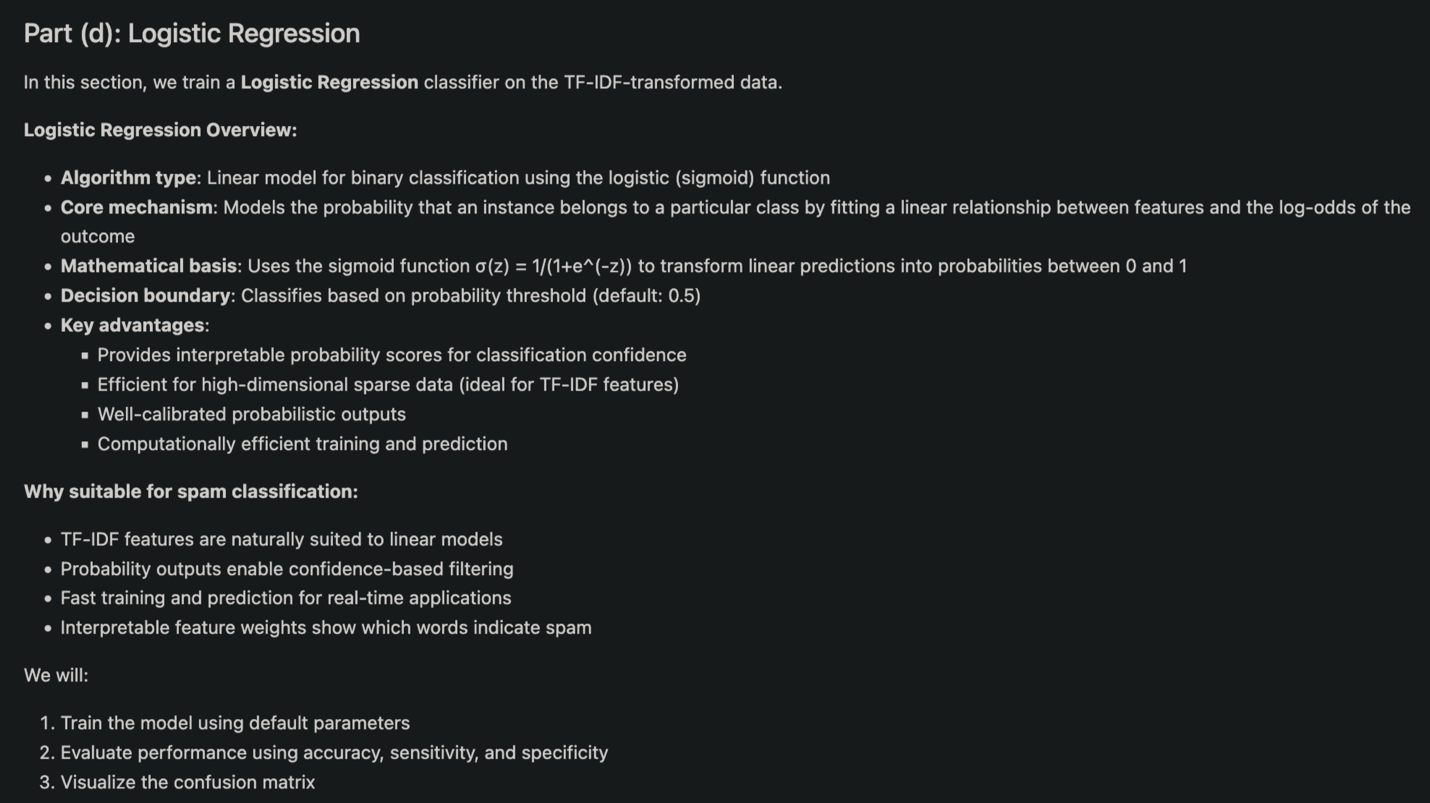 Part (d): Logistic Regression
In this section, we train a Logistic Regression classifier on the TF-IDF-transformed data.
Logistic Regression Overview:
• Algorithm type: Linear model for binary classification using the logistic (sigmoid) function
• Core mechanism: Models the probability that an instance belongs to a particular class by fitting a linear relationship between features and the log-odds of the
outcome
• Mathematical basis: Uses the sigmoid function σ(z) = 1/(1+e^(-z)) to transform linear predictions into probabilities between 0 and 1
• Decision boundary: Classifies based on probability threshold (default: 0.5)
• Key advantages:
▪ Provides interpretable probability scores for classification confidence
▪ Efficient for high-dimensional sparse data (ideal for TF-IDF features)
▪ Well-calibrated probabilistic outputs
▪ Computationally efficient training and prediction
Why suitable for spam classification:
• TF-IDF features are naturally suited to linear models
• Probability outputs enable confidence-based filtering
• Fast training and prediction for real-time applications
• Interpretable feature weights show which words indicate spam
We will:
1. Train the model using default parameters
2. Evaluate performance using accuracy, sensitivity, and specificity
3. Visualize the confusion matrix